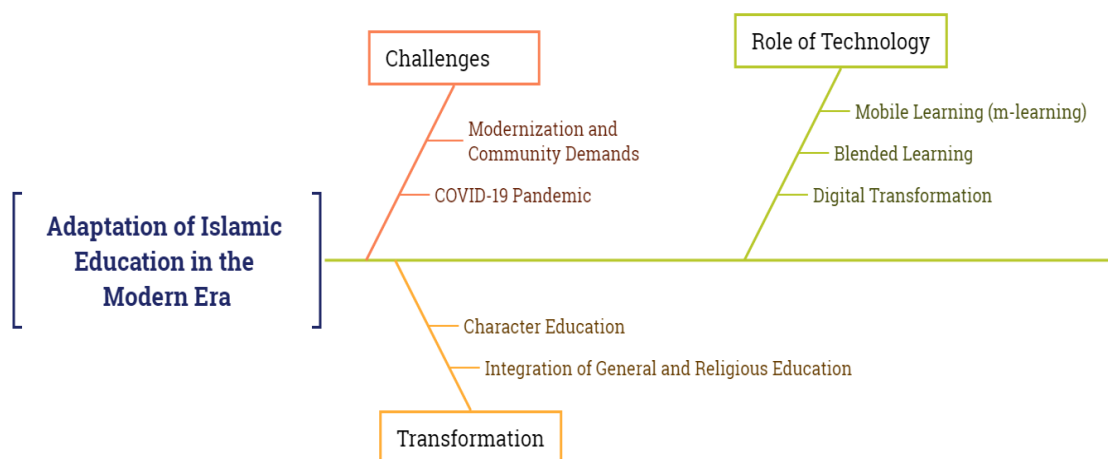 Challenges
Modernization and
Community Demands
COVID-19 Pandemic
Role of Technology
Mobile Learning (m-learning)
Blended Learning
Digital Transformation
Adaptation of Islamic
Education in the
Modern Era
Character Education
Integration of General and Religious Education
Transformation